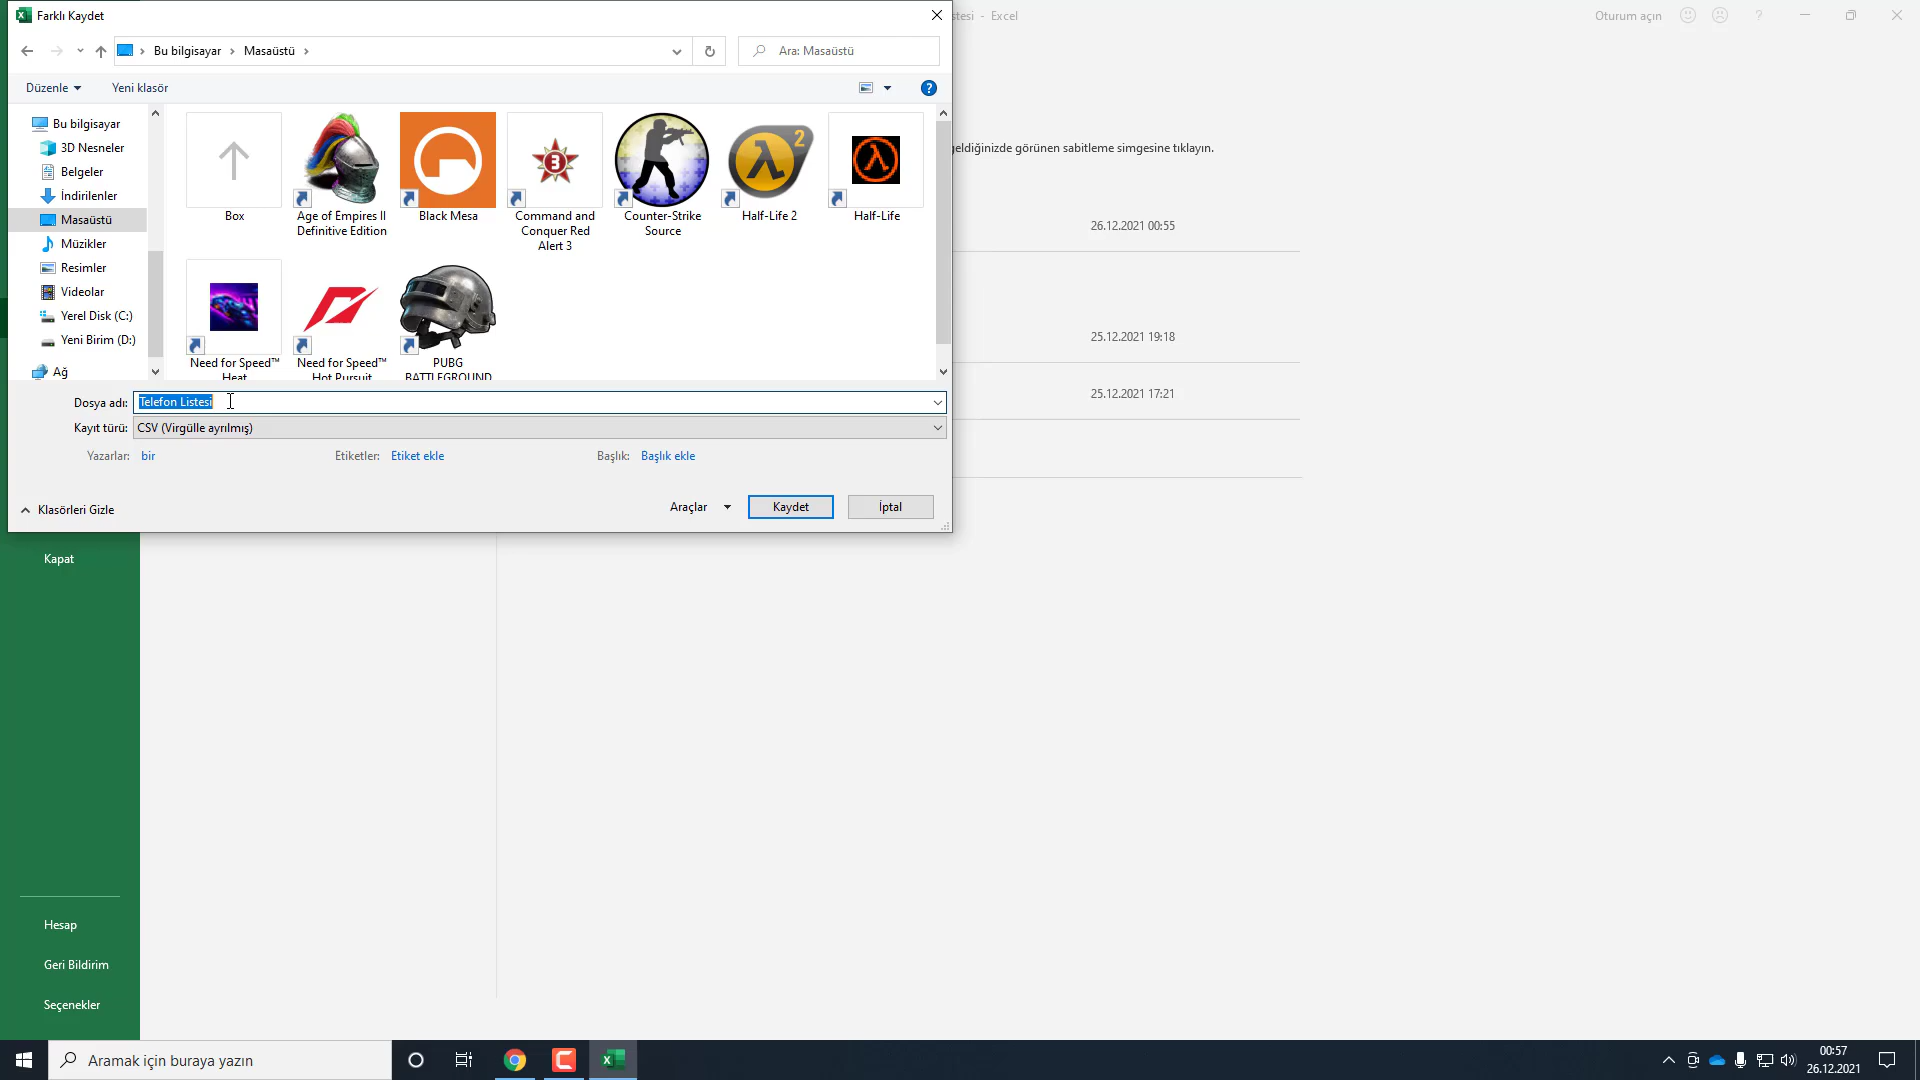 Farklı Kaydet
stesi - Excel
Oturum açın
?
Bu bilgisayar
Masaüstü
Ara: Masaüstü
Düzenle
Yeni klasör
?
Bu bilgisayar
3D Nesneler
Belgeler
İndirilenler
Masaüstü
Müzikler
Resimler
Videolar
Yerel Disk (C:)
Yeni Birim (D:)
Ağ
Box
Age of Empires II
Definitive Edition
Black Mesa
3
Command and
Conquer Red
Alert 3
Counter-Strike
Source
2
Half-Life 2
Half-Life
Need for Speed™
Heat
Need for Speed™
Hot Pursuit
PUBG
BATTLEGROUND
geldiğinizde görünen sabitleme simgesine tıklayın.
26.12.2021 00:55
25.12.2021 19:18
25.12.2021 17:21
Dosya adı: Telefon Listesi
Kayıt türü: CSV (Virgülle ayrılmış)
Yazarlar: bir
Etiketler: Etiket ekle
Başlık: Başlık ekle
Klasörleri Gizle
Araçlar
Kaydet
İptal
Kapat
Hesap
Geri Bildirim
Seçenekler
Aramak için buraya yazın
00:57
26.12.2021